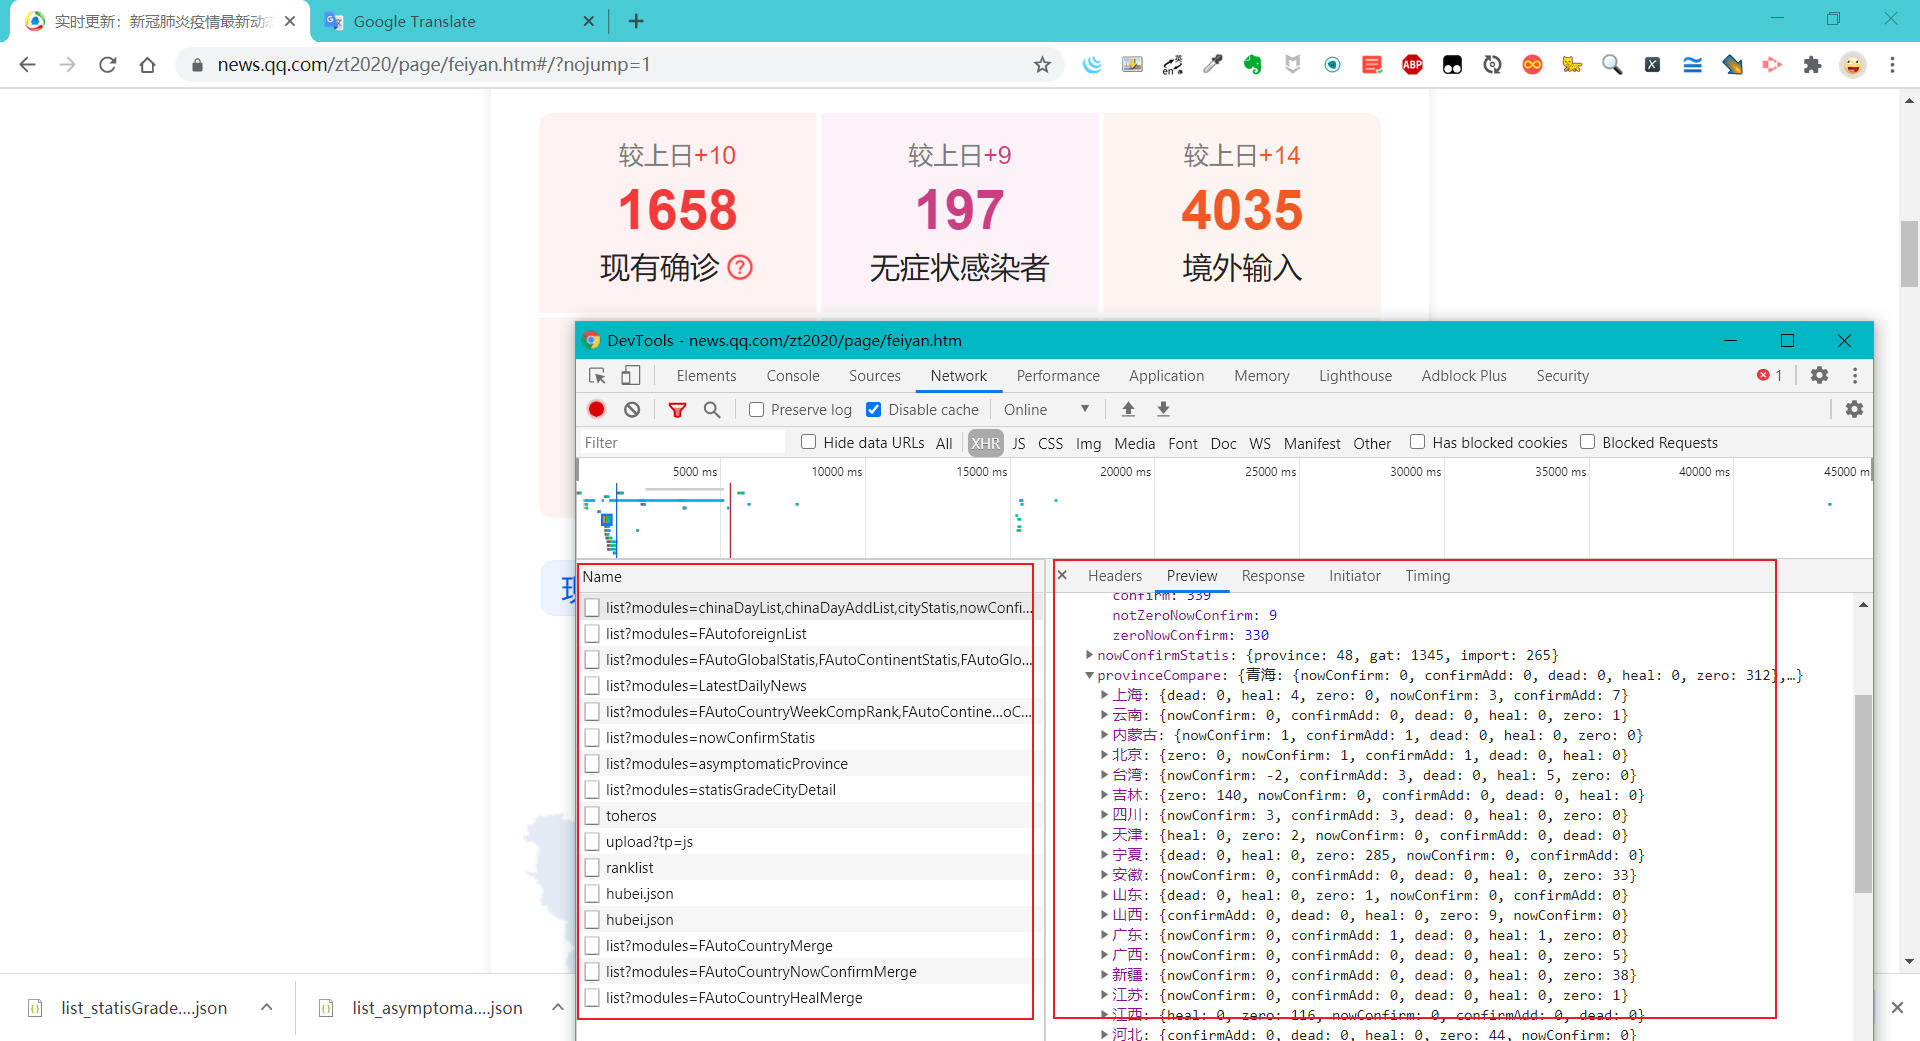 实时更新：新冠肺炎疫情最新动态
Google Translate
news.qq.com/zt2020/page/feiyan.htm#/?nojump=1
英
en
ABP
较上日+10
较上日+9
较上日+14
1658
197
4035
现有确诊 ?
无症状感染者
境外输入
DevTools - news.qq.com/zt2020/page/feiyan.htm
Elements Console Sources Network Performance Application Memory Lighthouse Adblock Plus Security 1
Preserve log Disable cache Online
Filter Hide data URLs All XHR JS CSS Img Media Font Doc WS Manifest Other Has blocked cookies Blocked Requests
5000 ms 10000 ms 15000 ms 20000 ms 25000 ms 30000 ms 35000 ms 40000 ms 45000 m
现
Name
list?modules=chinaDayList,chinaDayAddList,cityStatis,nowConfi...
list?modules=FAutoforeignList
list?modules=FAutoGlobalStatis,FAutoContinentStatis,FAutoGlo...
list?modules=LatestDailyNews
list?modules=FAutoCountryWeekCompRank,FAutoContine...oC...
list?modules=nowConfirmStatis
list?modules=asymptomaticProvince
list?modules=statisGradeCityDetail
toheros
upload?tp=js
ranklist
hubei.json
hubei.json
list?modules=FAutoCountryMerge
list?modules=FAutoCountryNowConfirmMerge
list?modules=FAutoCountryHealMerge
Headers Preview Response Initiator Timing
confirm: 339
notZeroNowConfirm: 9
zeroNowConfirm: 330
nowConfirmStatis: {province: 48, gat: 1345, import: 265}
provinceCompare: {青海: {nowConfirm: 0, confirmAdd: 0, dead: 0, heal: 0, zero: 312},…}
上海: {dead: 0, heal: 4, zero: 0, nowConfirm: 3, confirmAdd: 7}
云南: {nowConfirm: 0, confirmAdd: 0, dead: 0, heal: 0, zero: 1}
内蒙古: {nowConfirm: 1, confirmAdd: 1, dead: 0, heal: 0, zero: 0}
北京: {zero: 0, nowConfirm: 1, confirmAdd: 1, dead: 0, heal: 0}
台湾: {nowConfirm: -2, confirmAdd: 3, dead: 0, heal: 5, zero: 0}
吉林: {zero: 140, nowConfirm: 0, confirmAdd: 0, dead: 0, heal: 0}
四川: {nowConfirm: 3, confirmAdd: 3, dead: 0, heal: 0, zero: 0}
天津: {heal: 0, zero: 2, nowConfirm: 0, confirmAdd: 0, dead: 0}
宁夏: {dead: 0, heal: 0, zero: 285, nowConfirm: 0, confirmAdd: 0}
安徽: {nowConfirm: 0, confirmAdd: 0, dead: 0, heal: 0, zero: 33}
山东: {dead: 0, heal: 0, zero: 1, nowConfirm: 0, confirmAdd: 0}
山西: {confirmAdd: 0, dead: 0, heal: 0, zero: 9, nowConfirm: 0}
广东: {nowConfirm: 0, confirmAdd: 1, dead: 0, heal: 1, zero: 0}
广西: {nowConfirm: 0, confirmAdd: 0, dead: 0, heal: 0, zero: 5}
新疆: {nowConfirm: 0, confirmAdd: 0, dead: 0, heal: 0, zero: 38}
江苏: {nowConfirm: 0, confirmAdd: 0, dead: 0, heal: 0, zero: 1}
江西: {heal: 0, zero: 116, nowConfirm: 0, confirmAdd: 0, dead: 0}
河北: {confirmAdd: 0, dead: 0, heal: 0, zero: 44, nowConfirm: 0}
list_statisGrade....json
list_asymptoma....json